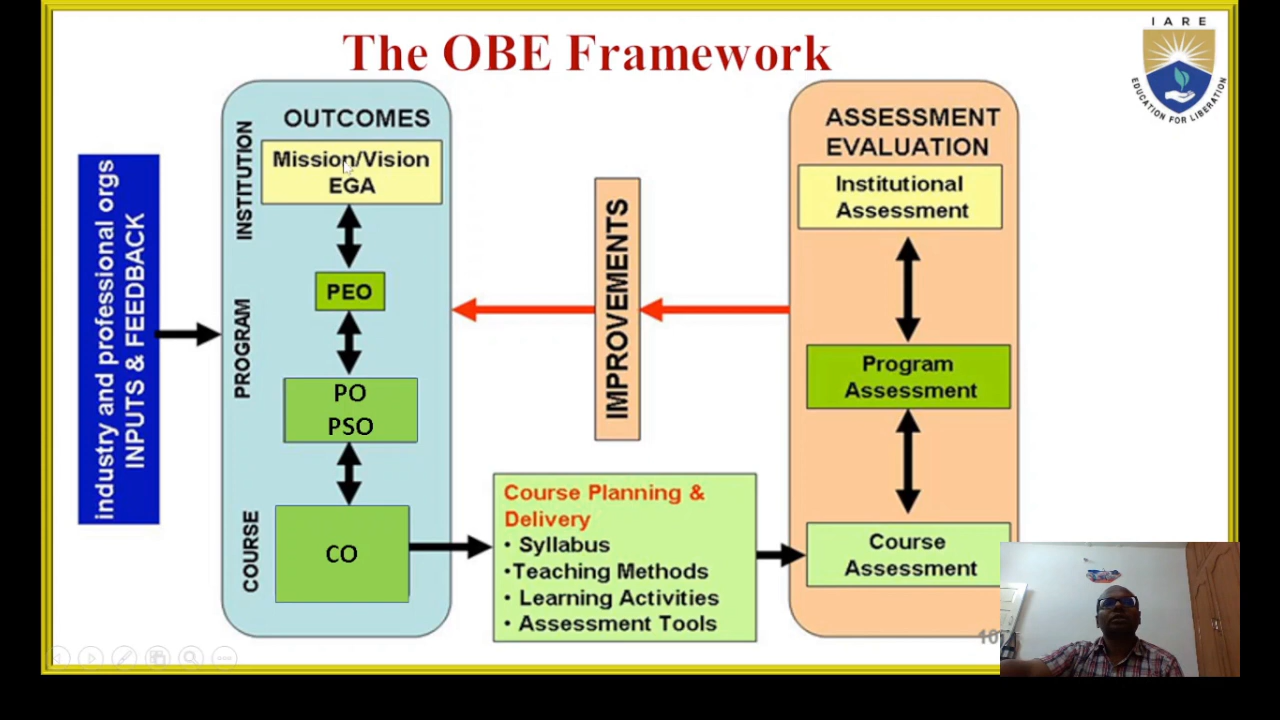 The OBE Framework
I A R E
EDUCATION FOR LIBERATION
industry and professional orgs
INPUTS & FEEDBACK
OUTCOMES
INSTITUTION
Mission/Vision
EGA
PROGRAM
PEO
PO
PSO
COURSE
CO
IMPROVEMENTS
Course Planning &
Delivery
• Syllabus
•Teaching Methods
• Learning Activities
• Assessment Tools
ASSESSMENT
EVALUATION
Institutional
Assessment
Program
Assessment
Course
Assessment